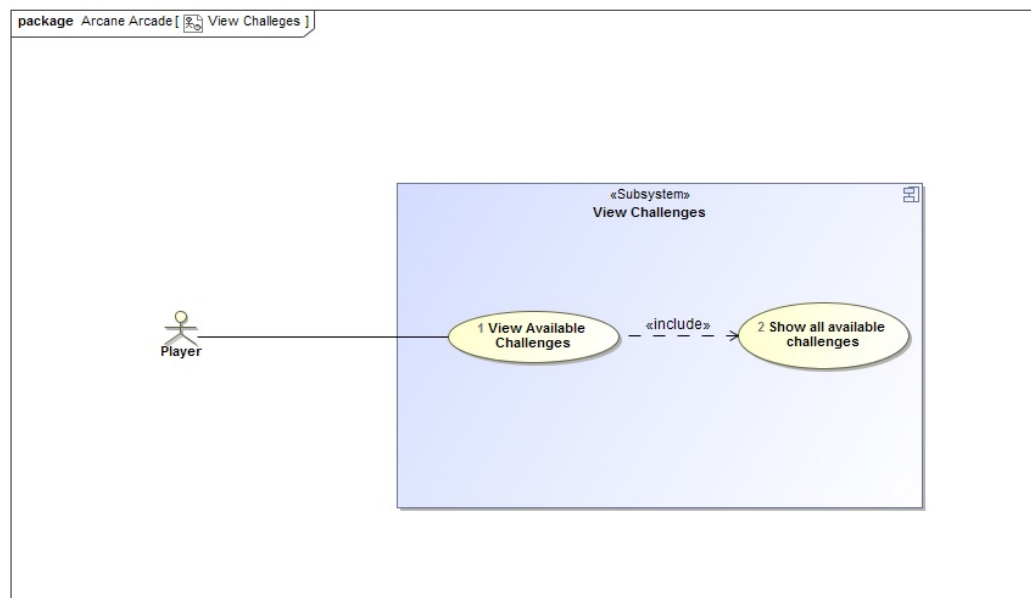 package Arcane Arcade [ View Challeges ]
«Subsystem»
View Challenges
Player
1 View Available
Challenges
«include»
2 Show all available
challenges